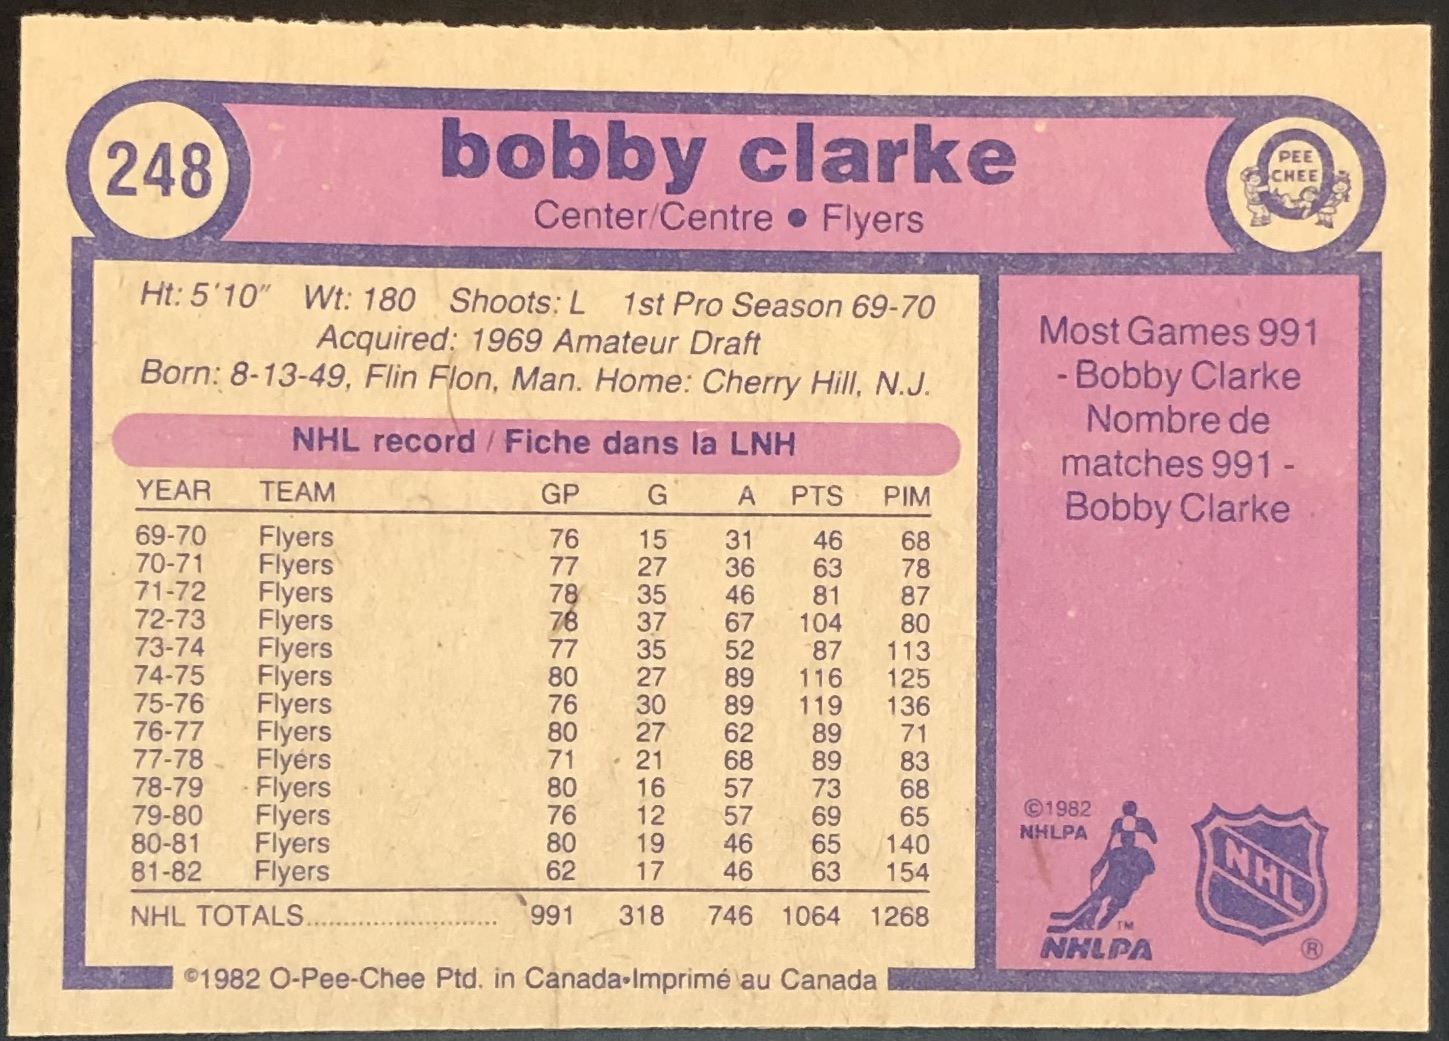 248
bobby clarke
PEE
CHEE
Center/Centre • Flyers
Ht: 5'10" Wt: 180 Shoots: L 1st Pro Season 69-70
Acquired: 1969 Amateur Draft
Born: 8-13-49, Flin Flon, Man. Home: Cherry Hill, N.J.
NHL record / Fiche dans la LNH
YEAR TEAM GP G A PTS PIM
69-70 Flyers 76 15 31 46 68
70-71 Flyers 77 27 36 63 78
71-72 Flyers 78 35 46 81 87
72-73 Flyers 78 37 67 104 80
73-74 Flyers 77 35 52 87 113
74-75 Flyers 80 27 89 116 125
75-76 Flyers 76 30 89 119 136
76-77 Flyers 80 27 62 89 71
77-78 Flyers 71 21 68 89 83
78-79 Flyers 80 16 57 73 68
79-80 Flyers 76 12 57 69 65
80-81 Flyers 80 19 46 65 140
81-82 Flyers 62 17 46 63 154
NHL TOTALS........................ 991 318 746 1064 1268
Most Games 991
- Bobby Clarke
Nombre de
matches 991 -
Bobby Clarke
©1982
NHLPA
TM
NHLPA
NHL
®
©1982 O-Pee-Chee Ptd. in Canada•Imprimé au Canada